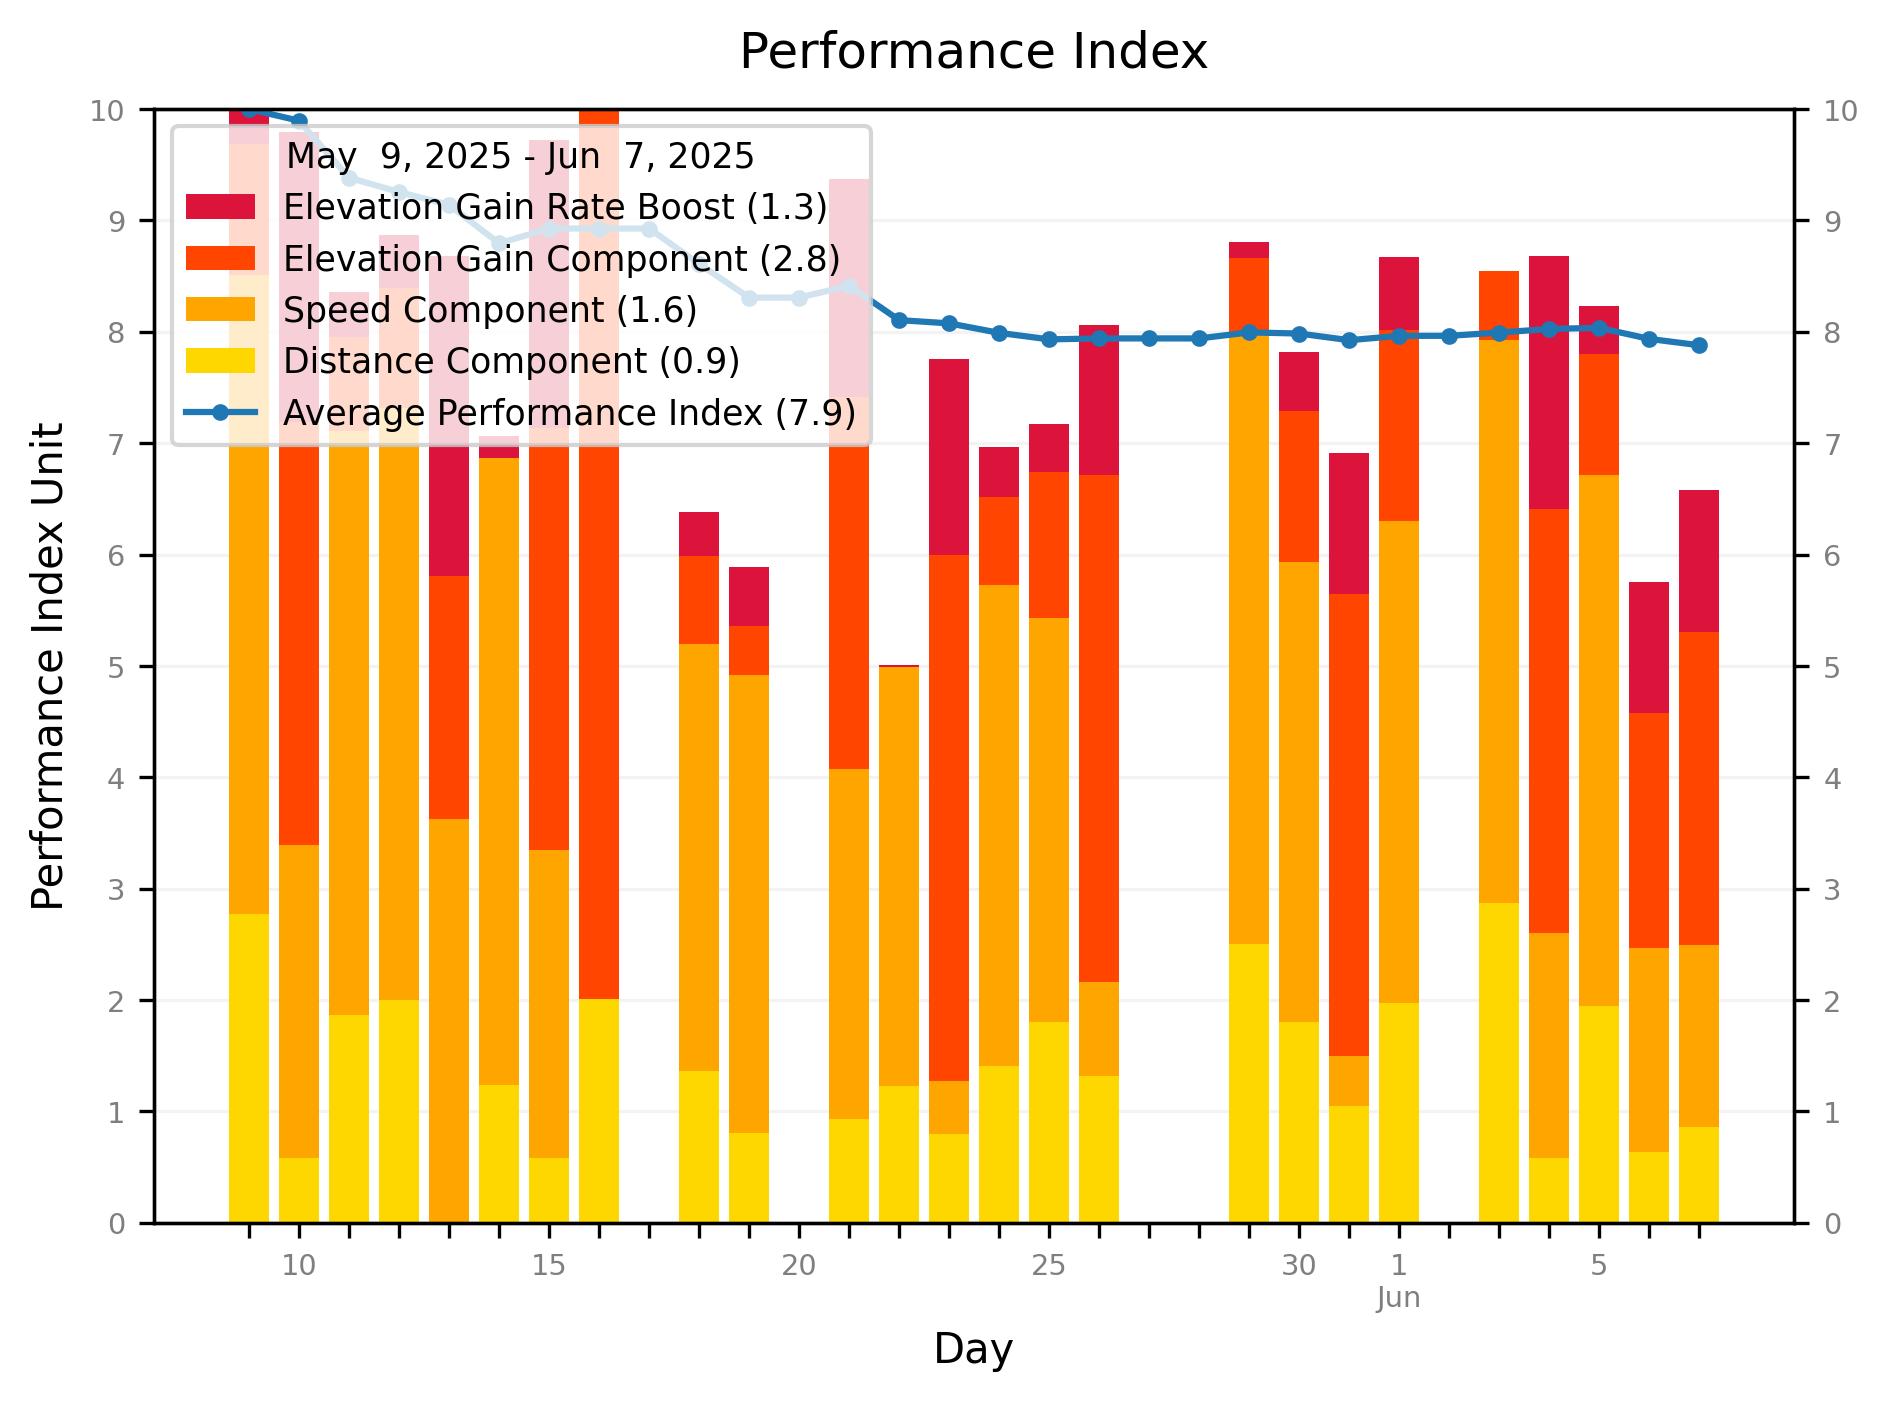 Performance Index
May  9, 2025 - Jun  7, 2025
Elevation Gain Rate Boost (1.3)
Elevation Gain Component (2.8)
Speed Component (1.6)
Distance Component (0.9)
Average Performance Index (7.9)
Performance Index Unit
10
9
8
7
6
5
4
3
2
1
0
10
9
8
7
6
5
4
3
2
1
0
10 15 20 25 30 1 5
Jun
Day